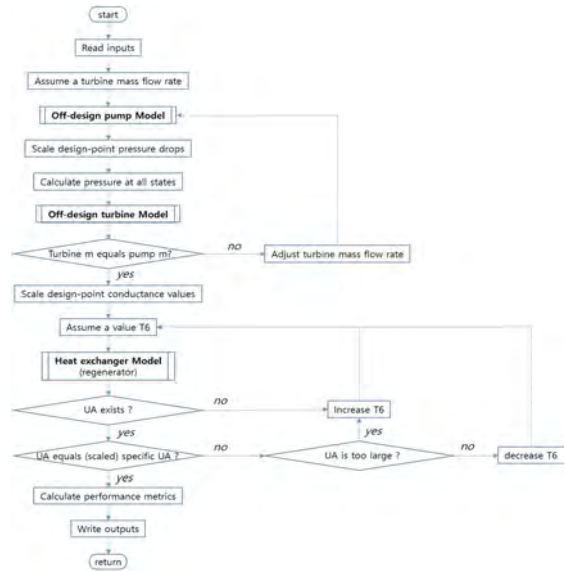 start
Read inputs
Assume a turbine mass flow rate
Off-design pump Model
Scale design-point pressure drops
Calculate pressure at all states
Off-design turbine Model
Turbine m equals pump m?
no
Adjust turbine mass flow rate
yes
Scale design-point conductance values
Assume a value T6
Heat exchanger Model
(regenerator)
UA exists ?
no
Increase T6
yes
yes
UA equals (scaled) specific UA ?
no
UA is too large ?
no
decrease T6
yes
Calculate performance metrics
Write outputs
return